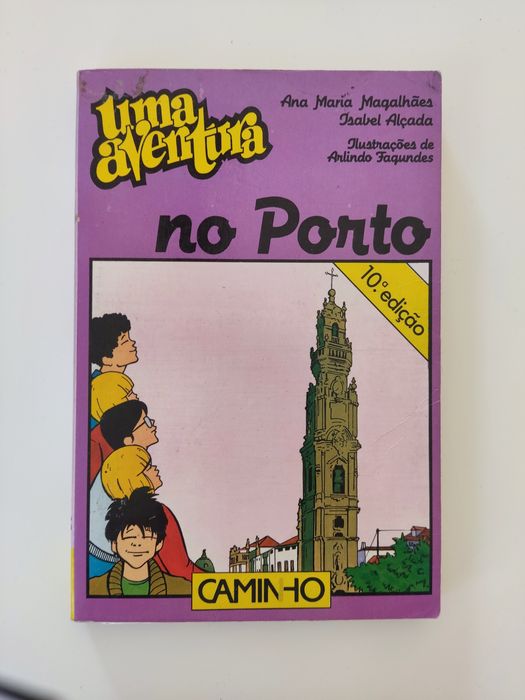 uma
aventura
Ana Maria Magalhães
Isabel Alçada
Ilustrações de
Arlindo Fagundes
no Porto
10.ª edição
CAMINHO